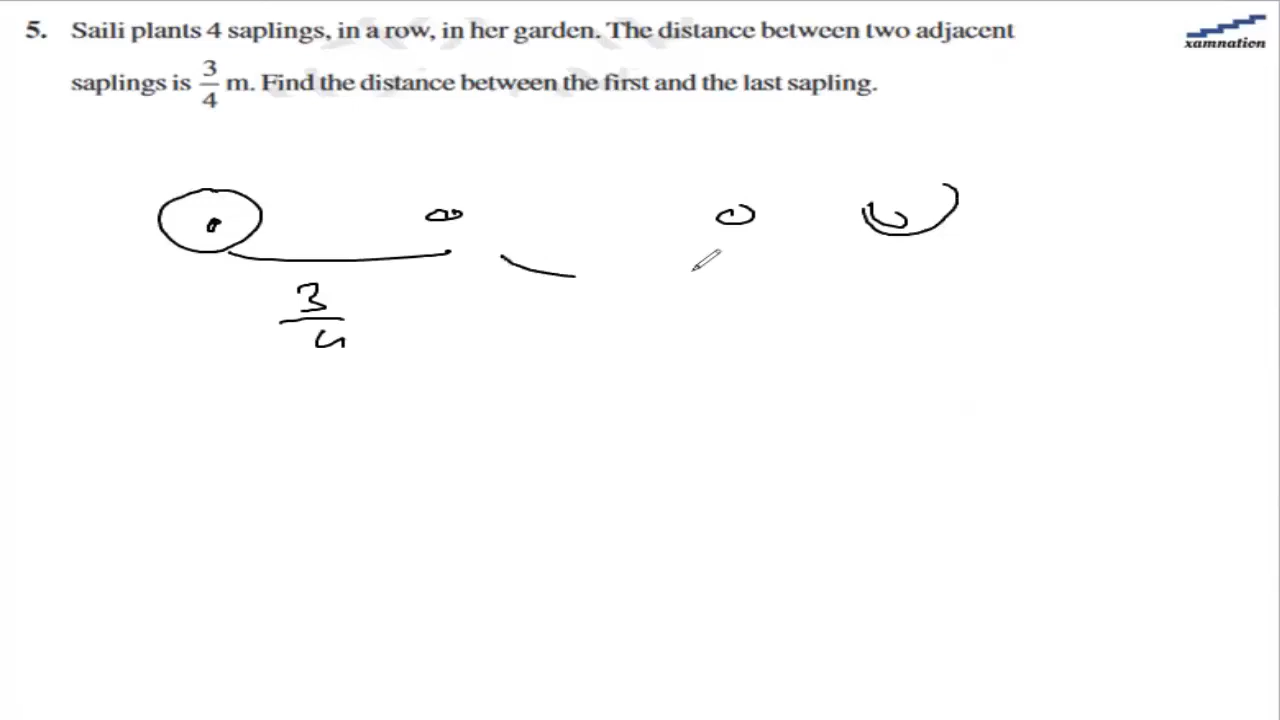 5. Saili plants 4 saplings, in a row, in her garden. The distance between two adjacent
saplings is 3/4 m. Find the distance between the first and the last sapling.
xamnation
3
4